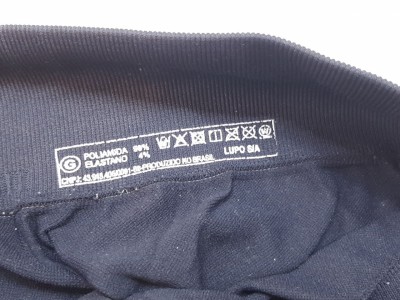 G POLIAMIDA 96%
ELASTANO 4%
LUPO S/A
PRODUZIDO NO BRASIL